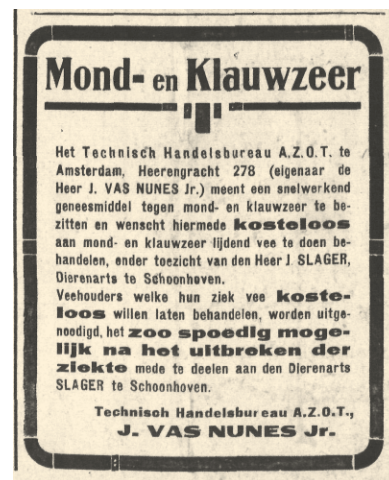 Mond- en Klauwzeer
Het Technisch Handelsbureau A.Z.O.T. te
Amsterdam, Heerengracht 278 (eigenaar de
Heer J. VAS NUNES Jr.) meent een snelwerkend
geneesmiddel tegen mond- en klauwzeer te be-
zitten en wenscht hiermede kosteloos
aan mond- en klauwzeer lijdend vee te doen be-
handelen, onder toezicht van den Heer J. SLAGER,
Dierenarts te Schoonhoven.
Veehouders welke hun ziek vee koste-
loos willen laten behandelen, worden uitge-
noodigd, het zoo spoedig moge-
lijk na het uitbreken der
ziekte mede te deelen aan den Dierenarts
SLAGER te Schoonhoven.
Technisch Handelsbureau A.Z.O.T.,
J. VAS NUNES Jr.